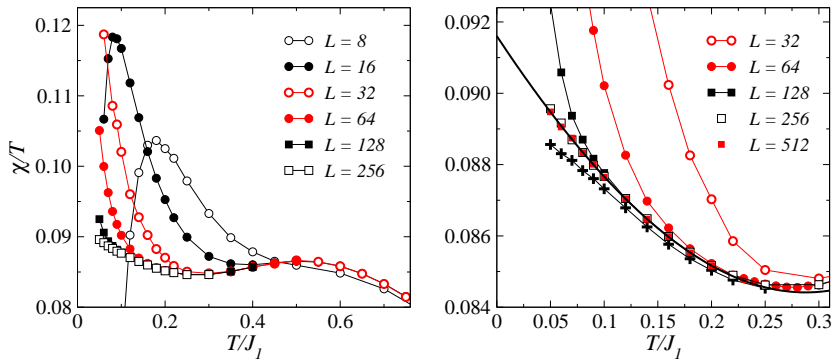 0.12
0.11
0.10
0.09
0.08
χ/T
0
0.2
0.4
0.6
T/J₁
L = 8
L = 16
L = 32
L = 64
L = 128
L = 256
0.092
0.090
0.088
0.086
0.084
0
0.05
0.1
0.15
0.2
0.25
0.3
T/J₁
L = 32
L = 64
L = 128
L = 256
L = 512